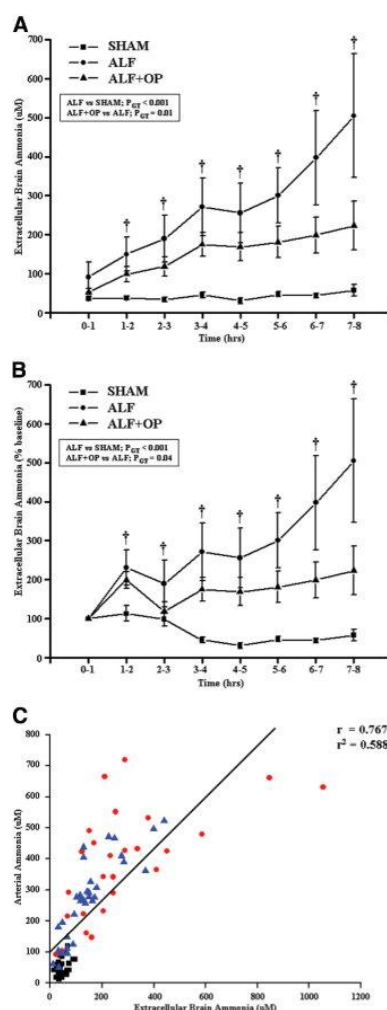 A
SHAM
ALF
ALF+OP
ALF vs SHAM; PGT < 0.001
ALF+OP vs ALF; PGT = 0.01
Extracellular Brain Ammonia (uM)
700
600
500
400
300
200
100
0
† † † † † † †
0-1 1-2 2-3 3-4 4-5 5-6 6-7 7-8
Time (hrs)
B
SHAM
ALF
ALF+OP
ALF vs SHAM; PGT < 0.001
ALF+OP vs ALF; PGT = 0.04
Extracellular Brain Ammonia (% baseline)
700
600
500
400
300
200
100
0
† † † † † † †
0-1 1-2 2-3 3-4 4-5 5-6 6-7 7-8
Time (hrs)
C
r = 0.767
r² = 0.588
Arterial Ammonia (uM)
800
700
600
500
400
300
200
100
0
0 200 400 600 800 1000 1200
Extracellular Brain Ammonia (uM)